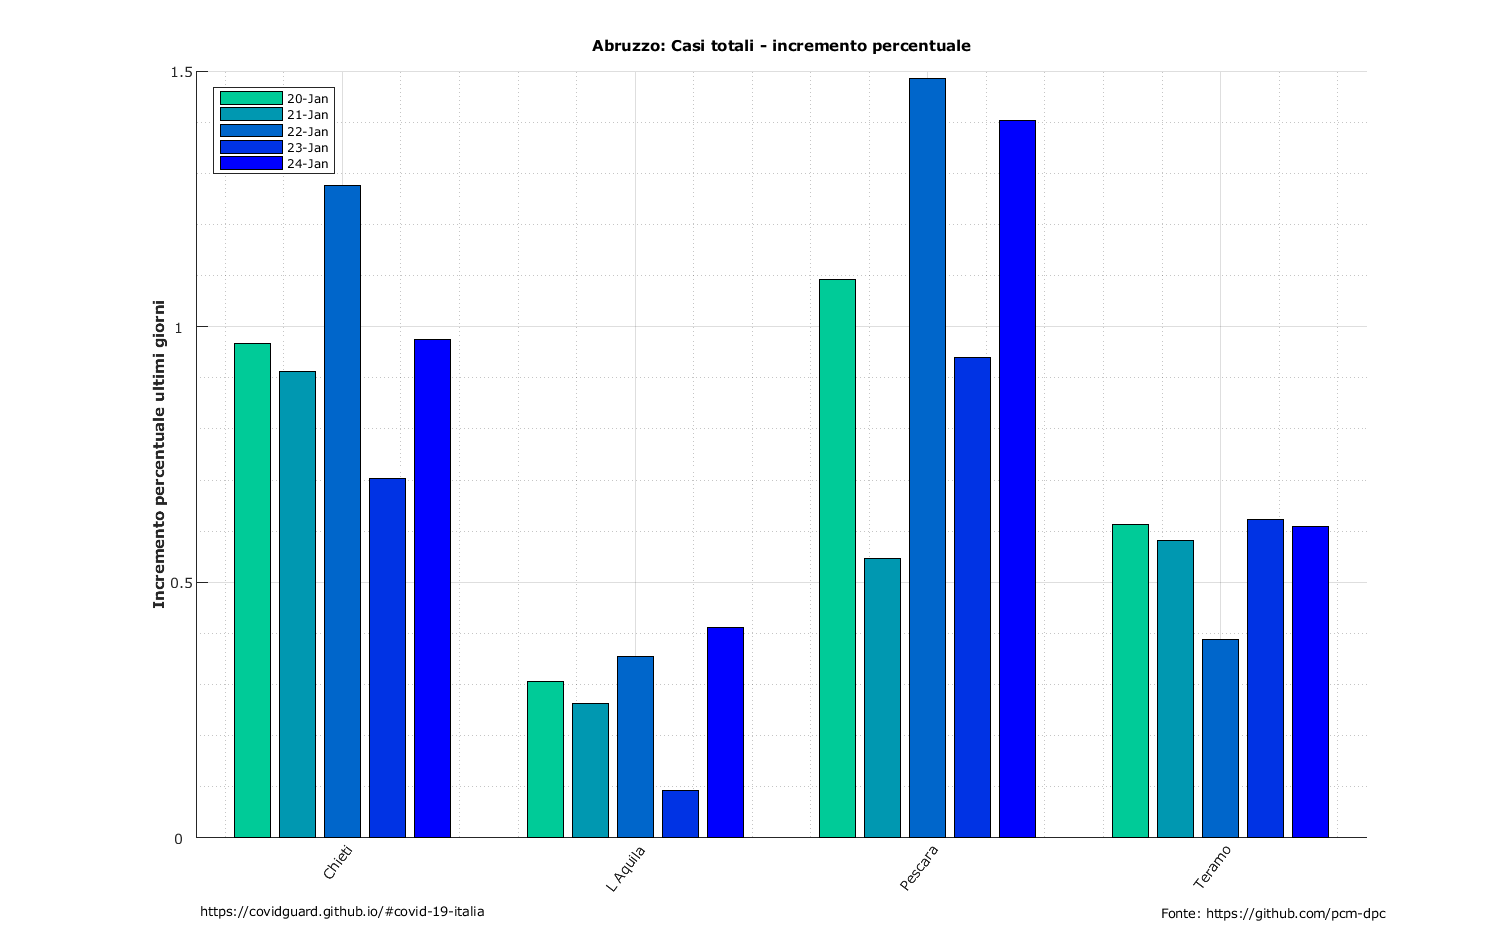 Abruzzo: Casi totali - incremento percentuale
Incremento percentuale ultimi giorni
1.5
1
0.5
0
20-Jan
21-Jan
22-Jan
23-Jan
24-Jan
Chieti
L Aquila
Pescara
Teramo
https://covidguard.github.io/#covid-19-italia
Fonte: https://github.com/pcm-dpc